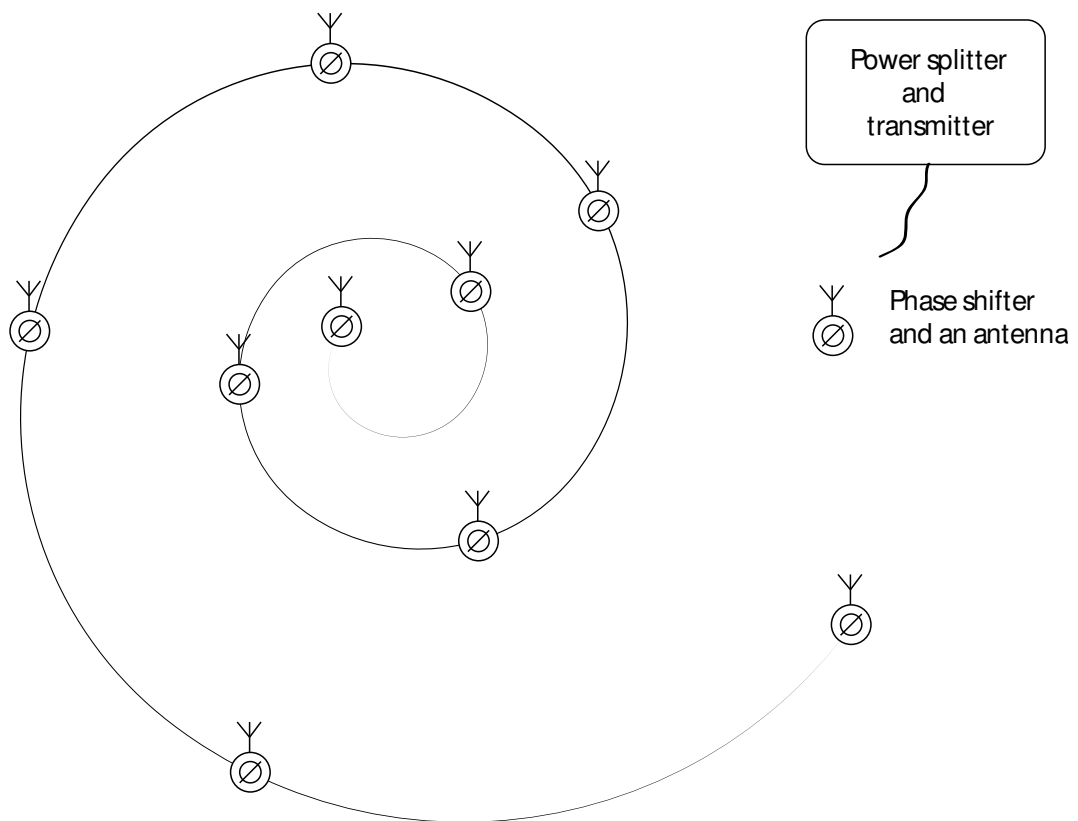 Power splitter
and
transmitter
Phase shifter
and an antenna